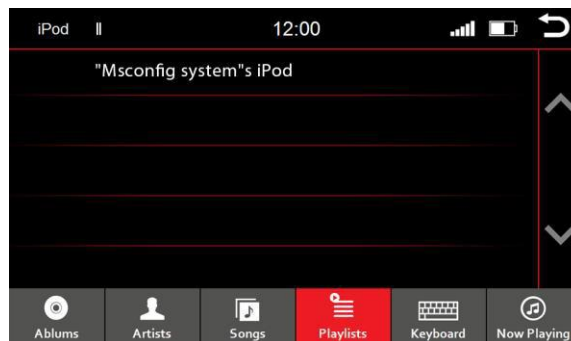 iPod 12:00
"Msconfig system"s iPod
Ablums Artists Songs Playlists Keyboard Now Playing